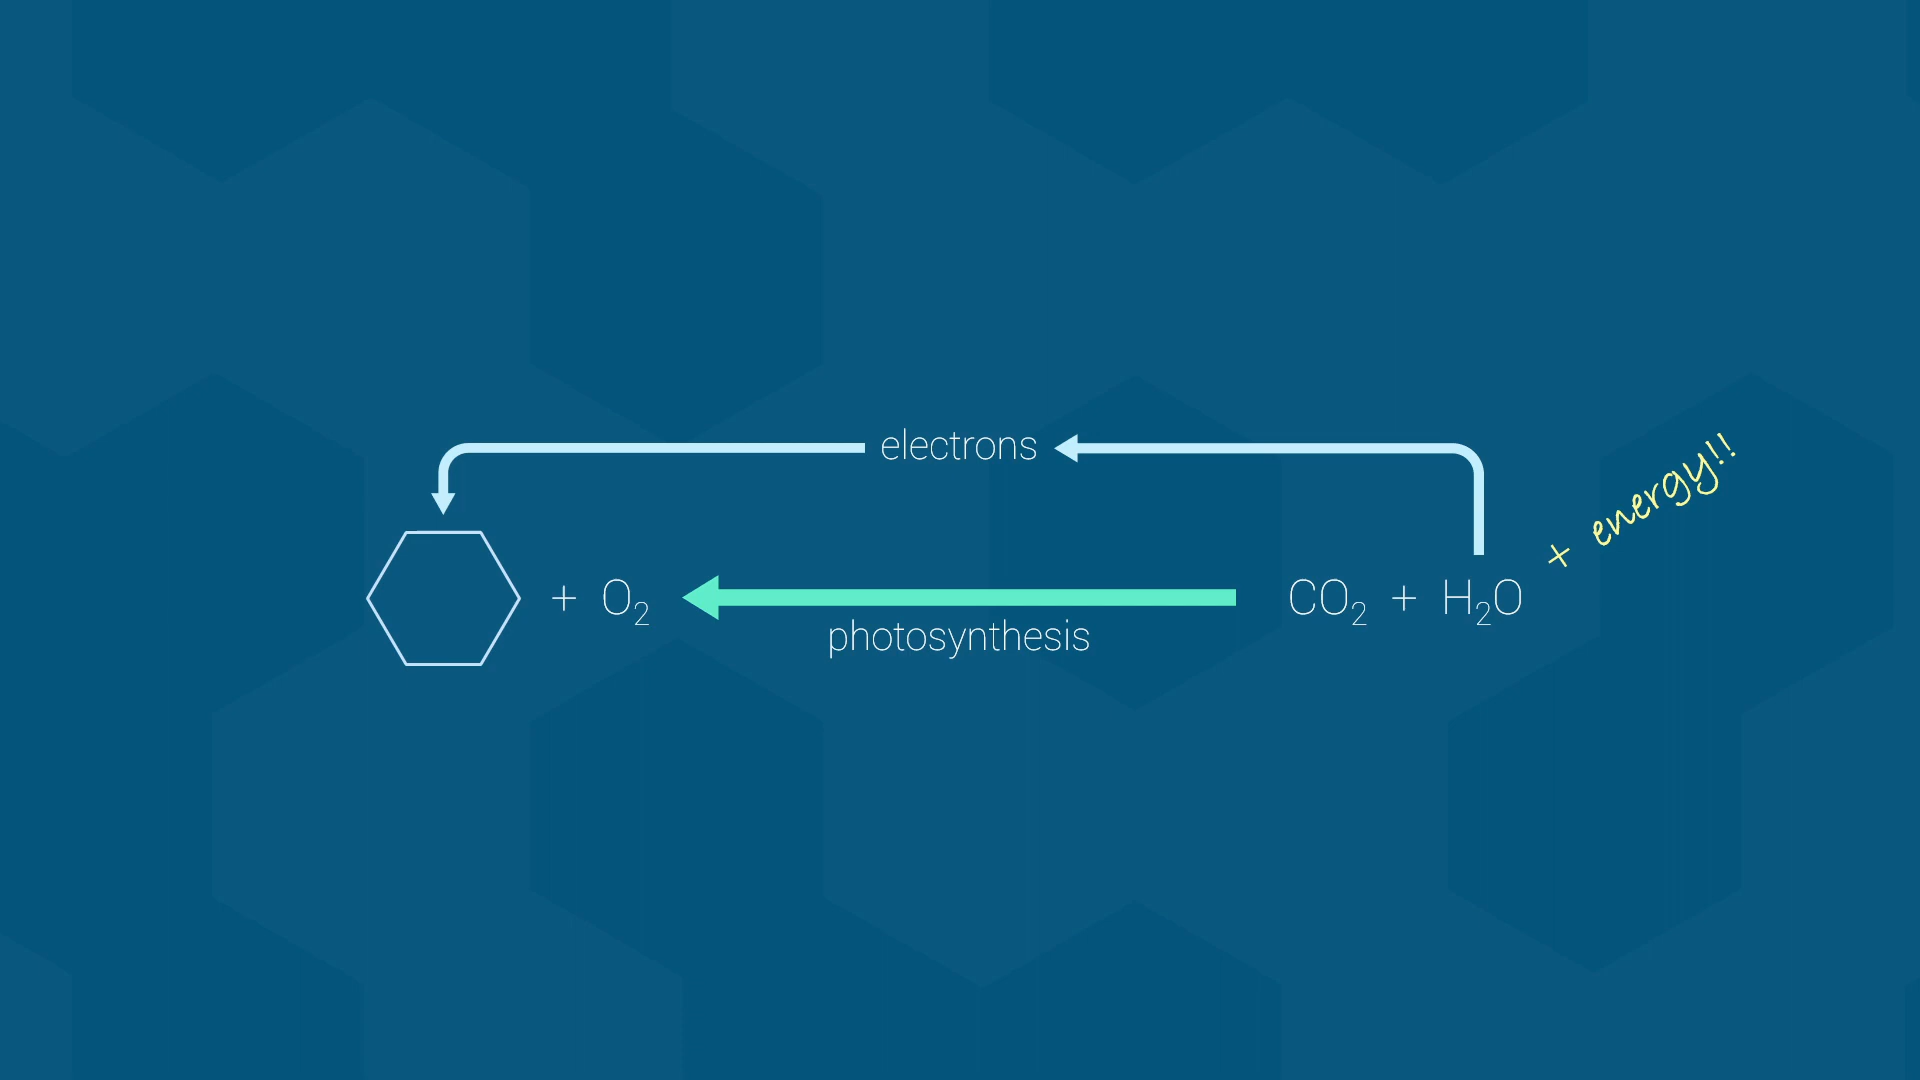 electrons
+ energy!!
+ O₂
CO₂ + H₂O
photosynthesis